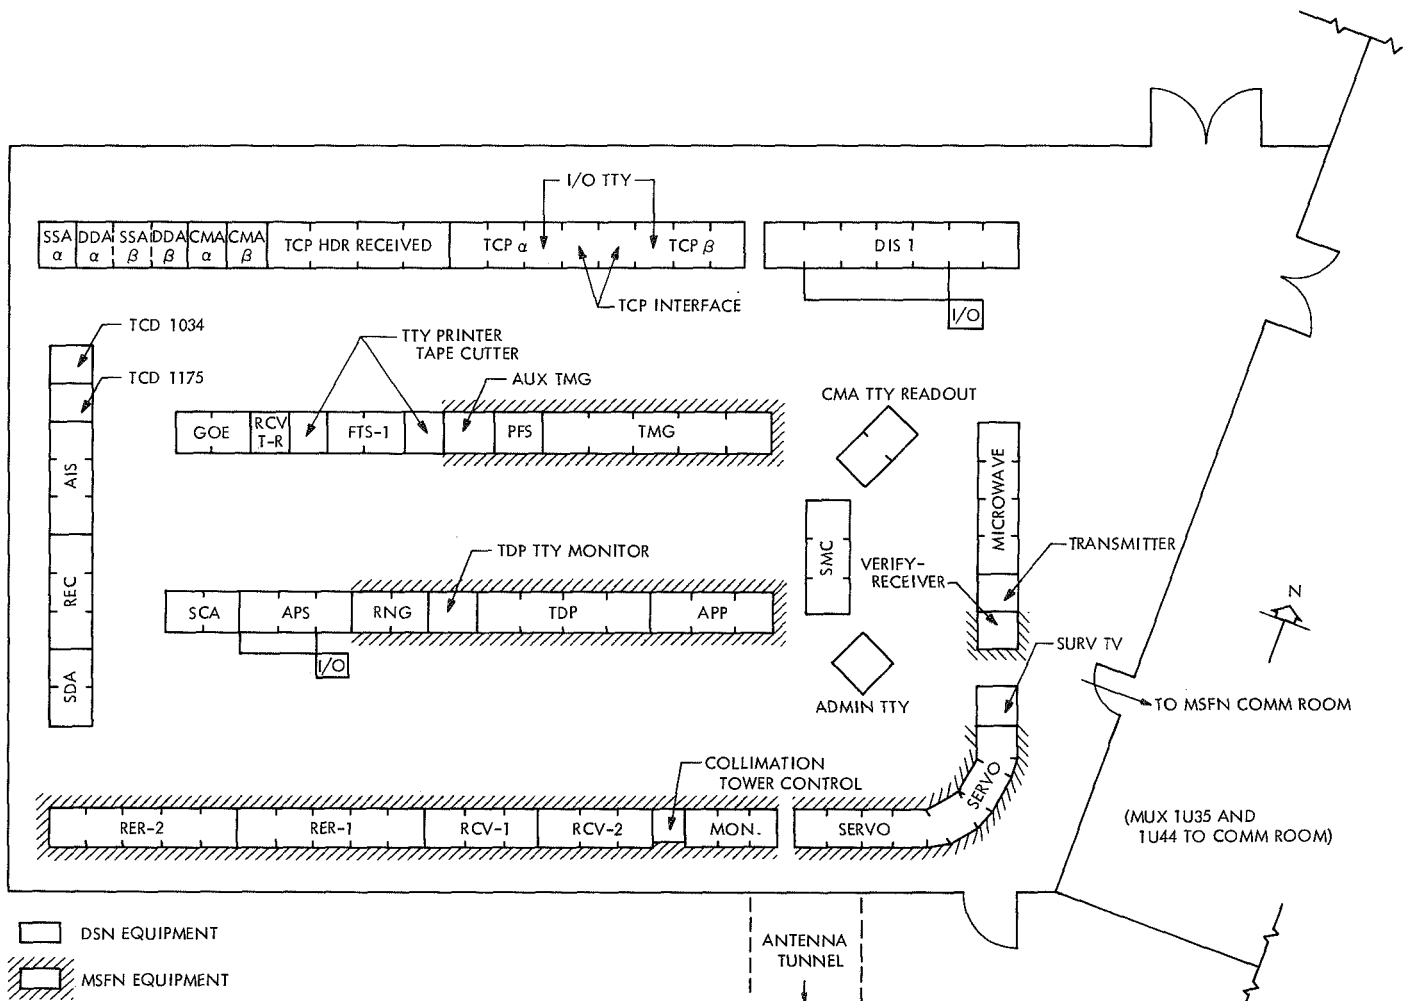 I/O TTY
SSA α
DDA α
SSA β
DDA β
CMA α
CMA β
TCP HDR RECEIVED
TCP α
TCP β
DIS 1
TCP INTERFACE
I/O
TCD 1034
TTY PRINTER
TAPE CUTTER
TCD 1175
AUX TMG
CMA TTY READOUT
GOE
RCV
T-R
FTS-1
PFS
TMG
AIS
MICROWAVE
SMC
TDP TTY MONITOR
TRANSMITTER
VERIFY-
RECEIVER
REC
SCA
APS
RNG
TDP
APP
N
I/O
SURV TV
SDA
ADMIN TTY
TO MSFN COMM ROOM
COLLIMATION
TOWER CONTROL
SERVO
RER-2
RER-1
RCV-1
RCV-2
MON.
SERVO
(MUX 1U35 AND
1U44 TO COMM ROOM)
DSN EQUIPMENT
ANTENNA
TUNNEL
MSFN EQUIPMENT